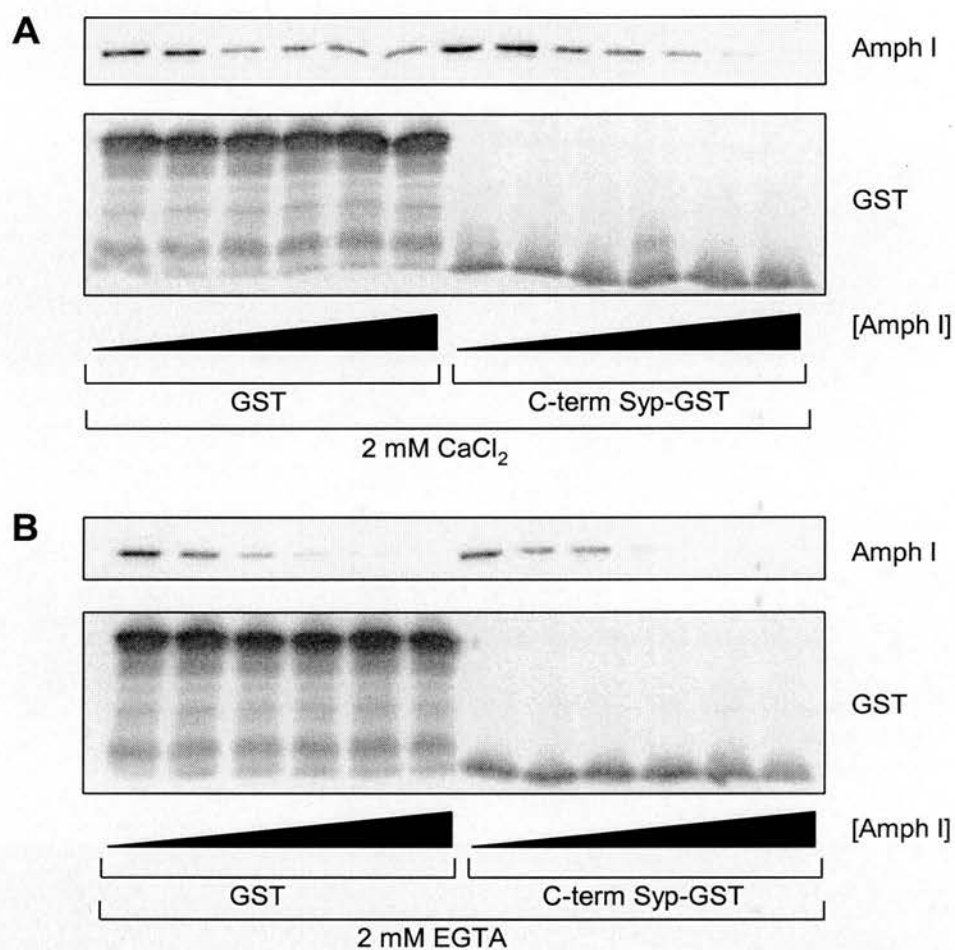 A
Amph I
GST
[Amph I]
GST C-term Syp-GST
2 mM CaCl₂
B
Amph I
GST
[Amph I]
GST C-term Syp-GST
2 mM EGTA